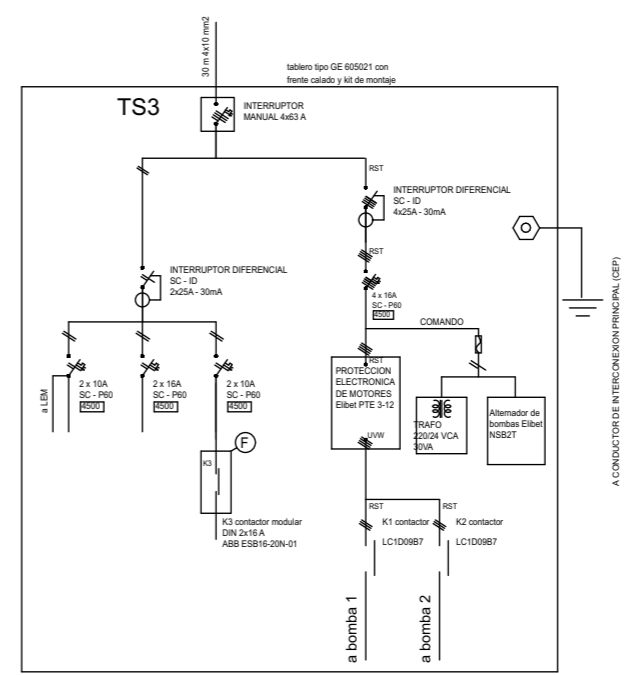 30 m 4x10 mm2
tablero tipo GE 605021 con
frente calado y kit de montaje
TS3
INTERRUPTOR
MANUAL 4x63 A
RST
INTERRUPTOR DIFERENCIAL
SC - ID
4x25A - 30mA
RST
INTERRUPTOR DIFERENCIAL
SC - ID
2x25A - 30mA
4 x 16A
SC - P60
4500
COMANDO
a LEM
2 x 10A
SC - P60
4500
2 x 16A
SC - P60
4500
2 x 10A
SC - P60
4500
RST
PROTECCION
ELECTRONICA
DE MOTORES
Elibet PTE 3-12
UVW
TRAFO
220/24 VCA
30VA
Alternador de
bombas Elibet
NSB2T
F
K3
K3 contactor modular
DIN 2x16 A
ABB ESB16-20N-01
RST
K1 contactor
LC1D09B7
RST
K2 contactor
LC1D09B7
a bomba 1
a bomba 2
A CONDUCTOR DE INTERCONEXION PRINCIPAL (CEP)